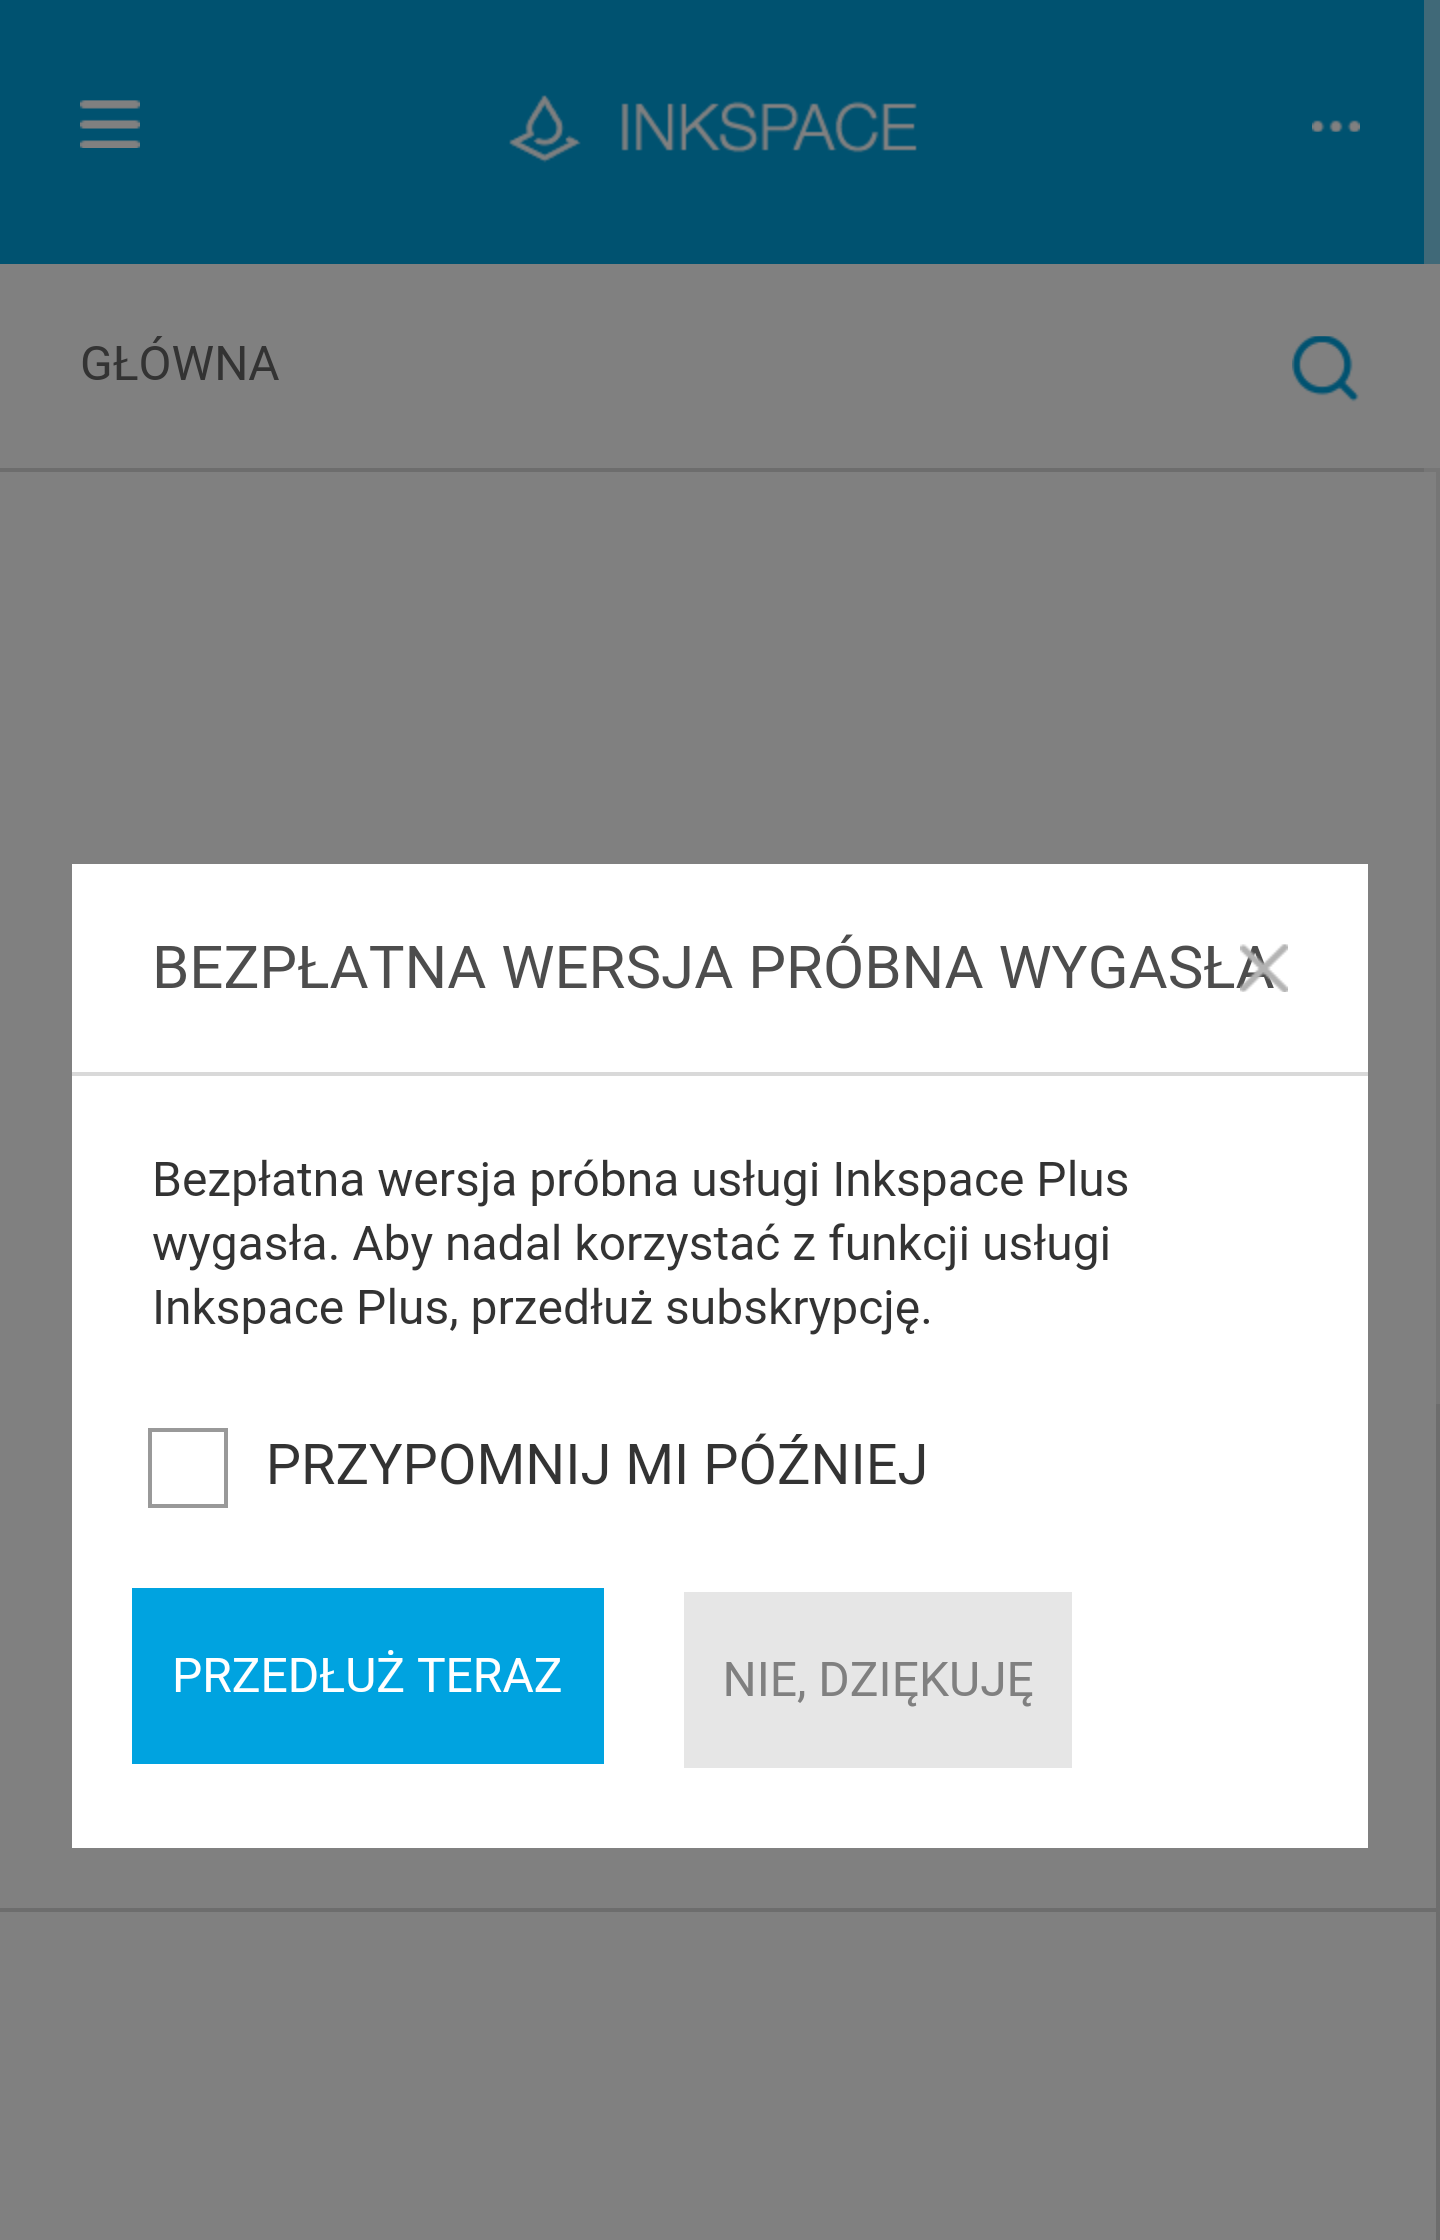 INKSPACE
GŁÓWNA
BEZPŁATNA WERSJA PRÓBNA WYGASŁA
Bezpłatna wersja próbna usługi Inkspace Plus
wygasła. Aby nadal korzystać z funkcji usługi
Inkspace Plus, przedłuż subskrypcję.
PRZYPOMNIJ MI PÓŹNIEJ
PRZEDŁUŻ TERAZ
NIE, DZIĘKUJĘ